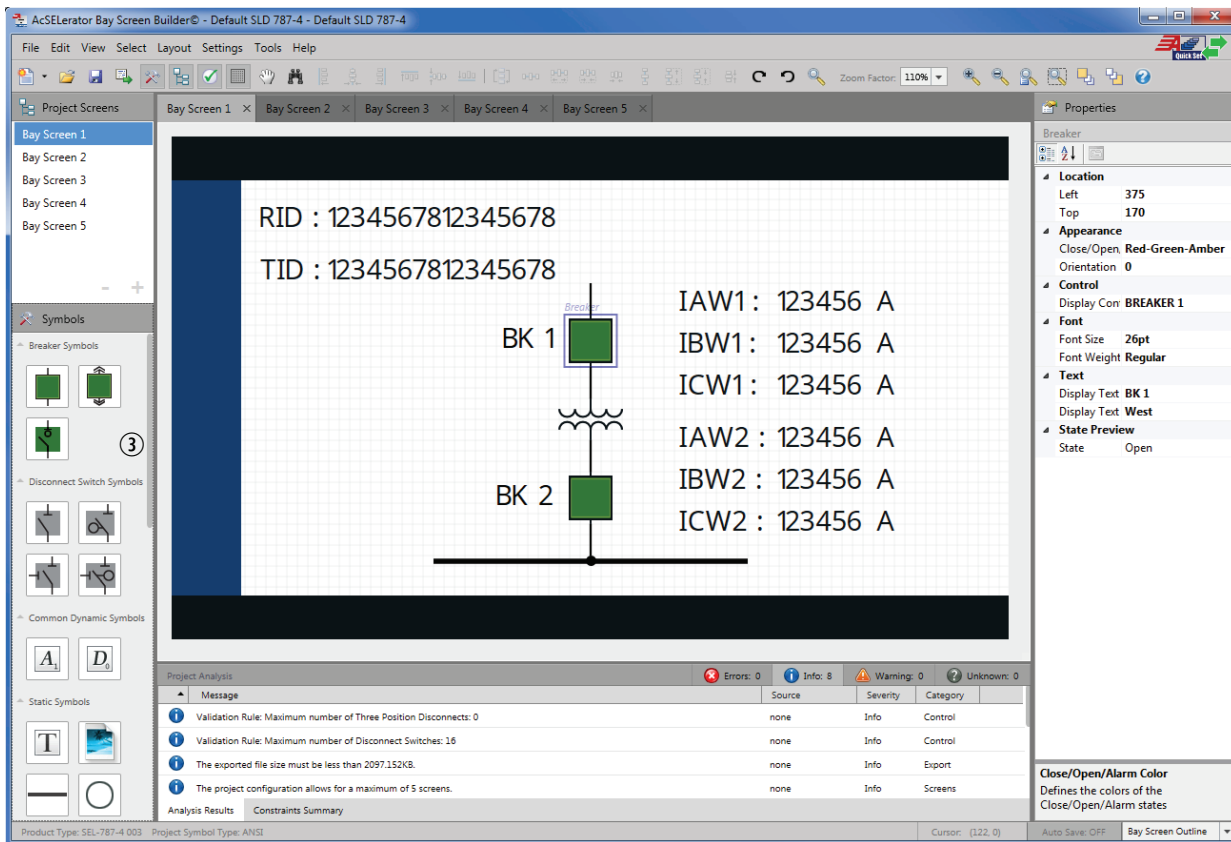 AcSELerator Bay Screen Builder© - Default SLD 787-4 - Default SLD 787-4
File Edit View Select Layout Settings Tools Help
Quick Set
Zoom Factor: 110%
Project Screens
Bay Screen 1
Bay Screen 2
Bay Screen 3
Bay Screen 4
Bay Screen 5
Symbols
Breaker Symbols
3
Disconnect Switch Symbols
Common Dynamic Symbols
A1
D0
Static Symbols
T
Bay Screen 1 × Bay Screen 2 × Bay Screen 3 × Bay Screen 4 × Bay Screen 5 ×
RID : 1234567812345678
TID : 1234567812345678
Breaker
BK 1
BK 2
IAW1 : 123456 A
IBW1 : 123456 A
ICW1 : 123456 A
IAW2 : 123456 A
IBW2 : 123456 A
ICW2 : 123456 A
Project Analysis Errors: 0 Info: 8 Warning: 0 Unknown: 0
Message Source Severity Category
Validation Rule: Maximum number of Three Position Disconnects: 0 none Info Control
Validation Rule: Maximum number of Disconnect Switches: 16 none Info Control
The exported file size must be less than 2097.152KB. none Info Export
The project configuration allows for a maximum of 5 screens. none Info Screens
Analysis Results Constraints Summary
Properties
Breaker
Location
Left 375
Top 170
Appearance
Close/Open, Red-Green-Amber
Orientation 0
Control
Display Con BREAKER 1
Font
Font Size 26pt
Font Weight Regular
Text
Display Text BK 1
Display Text West
State Preview
State Open
Close/Open/Alarm Color
Defines the colors of the
Close/Open/Alarm states
Product Type: SEL-787-4 003 Project Symbol Type: ANSI Cursor: (122, 0) Auto Save: OFF Bay Screen Outline